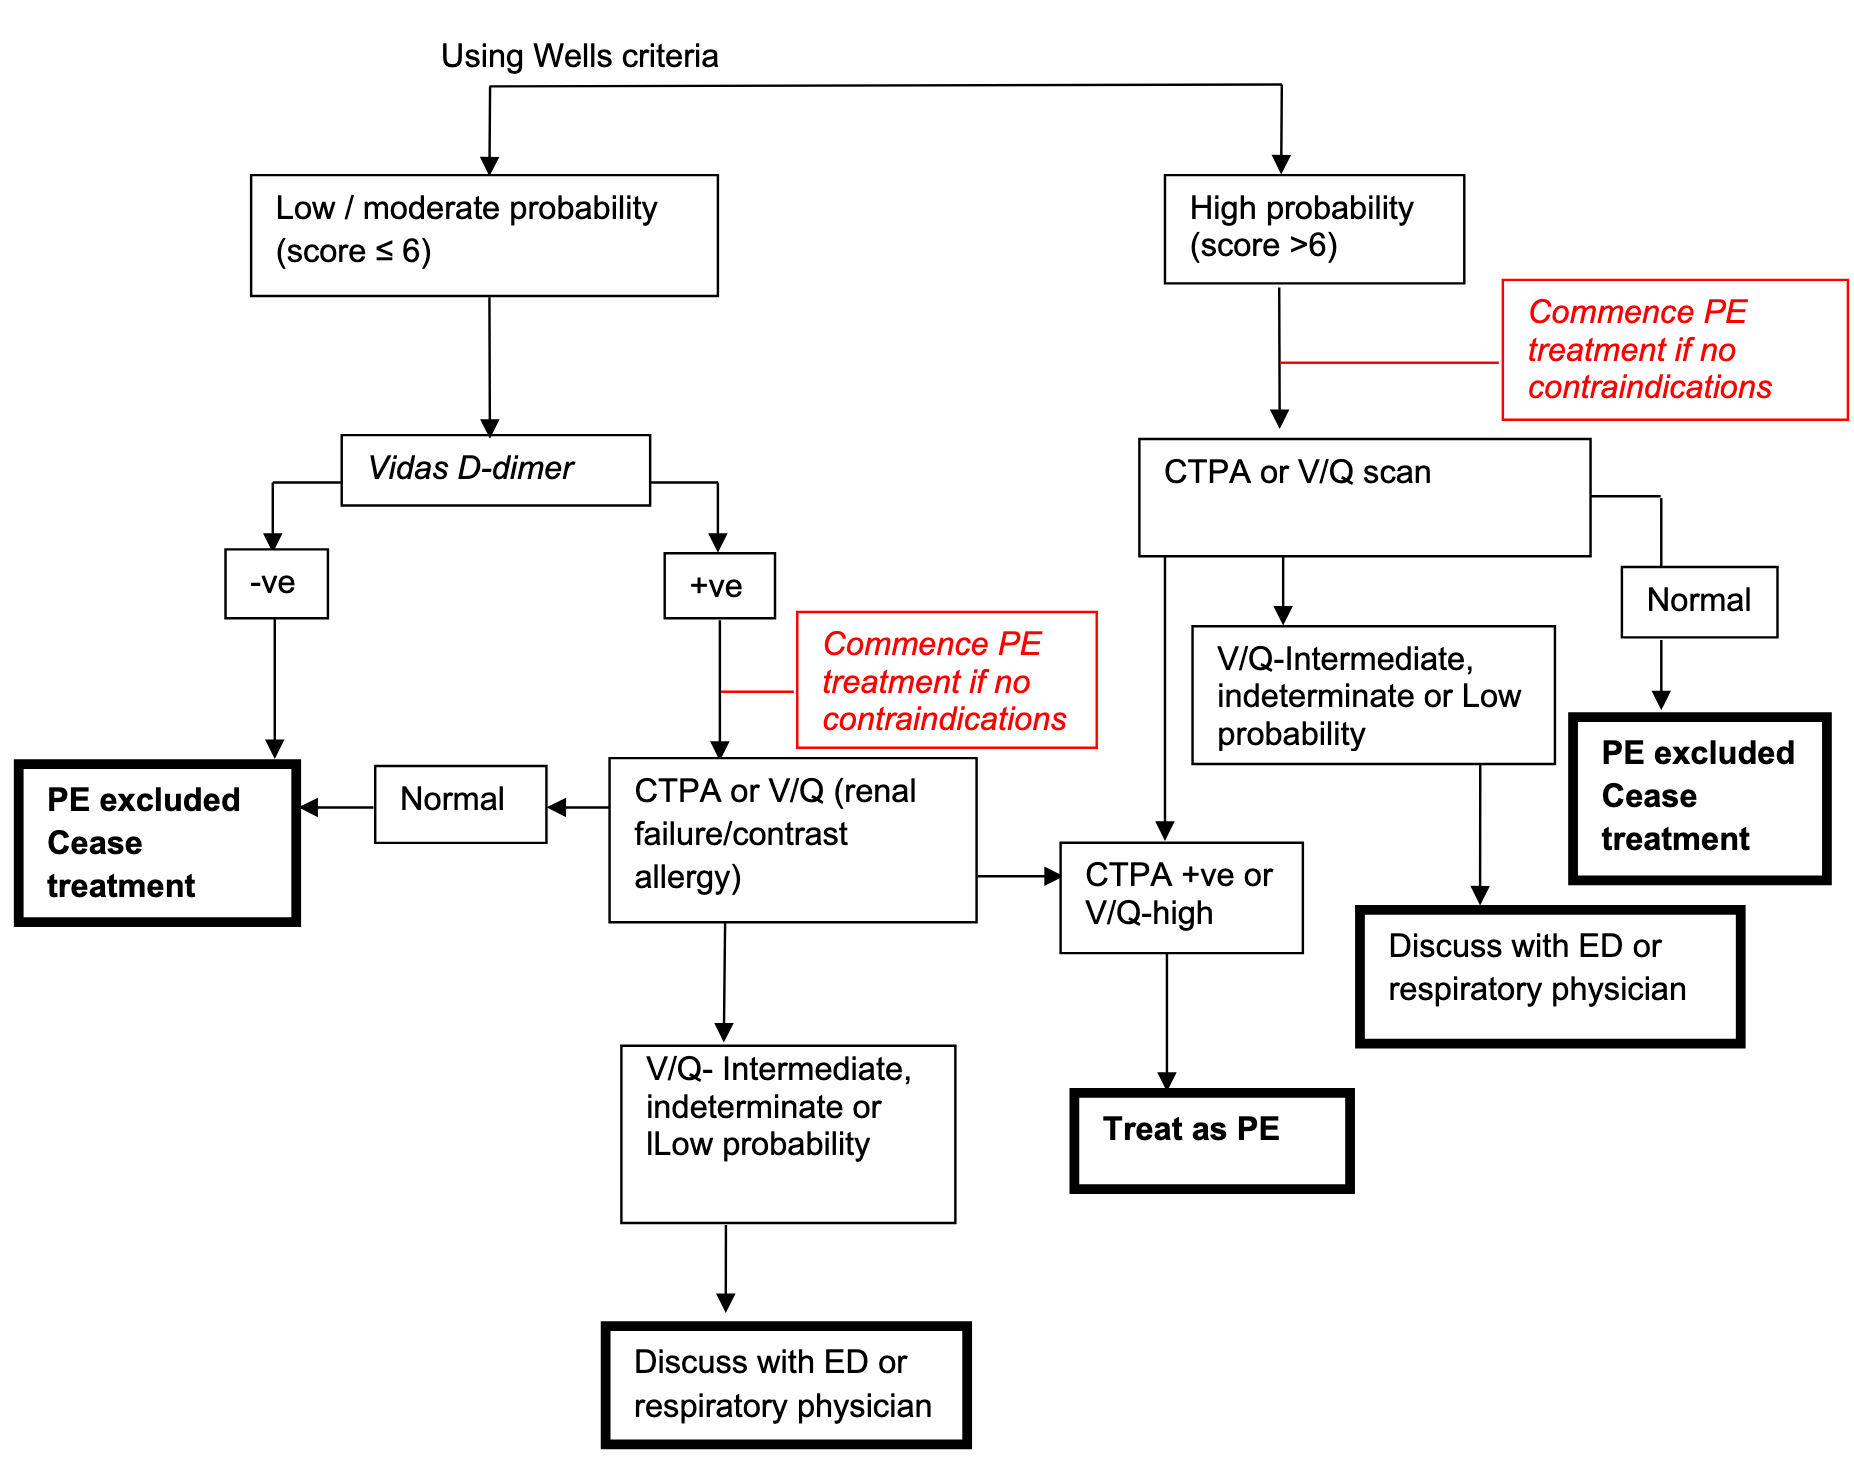 Using Wells criteria
Low / moderate probability
(score ≤ 6)
High probability
(score >6)
Commence PE
treatment if no
contraindications
Vidas D-dimer
CTPA or V/Q scan
-ve
+ve
Normal
Commence PE
treatment if no
contraindications
V/Q-Intermediate,
indeterminate or Low
probability
PE excluded
Cease
treatment
Normal
CTPA or V/Q (renal
failure/contrast
allergy)
PE excluded
Cease
treatment
CTPA +ve or
V/Q-high
Discuss with ED or
respiratory physician
V/Q- Intermediate,
indeterminate or
lLow probability
Treat as PE
Discuss with ED or
respiratory physician